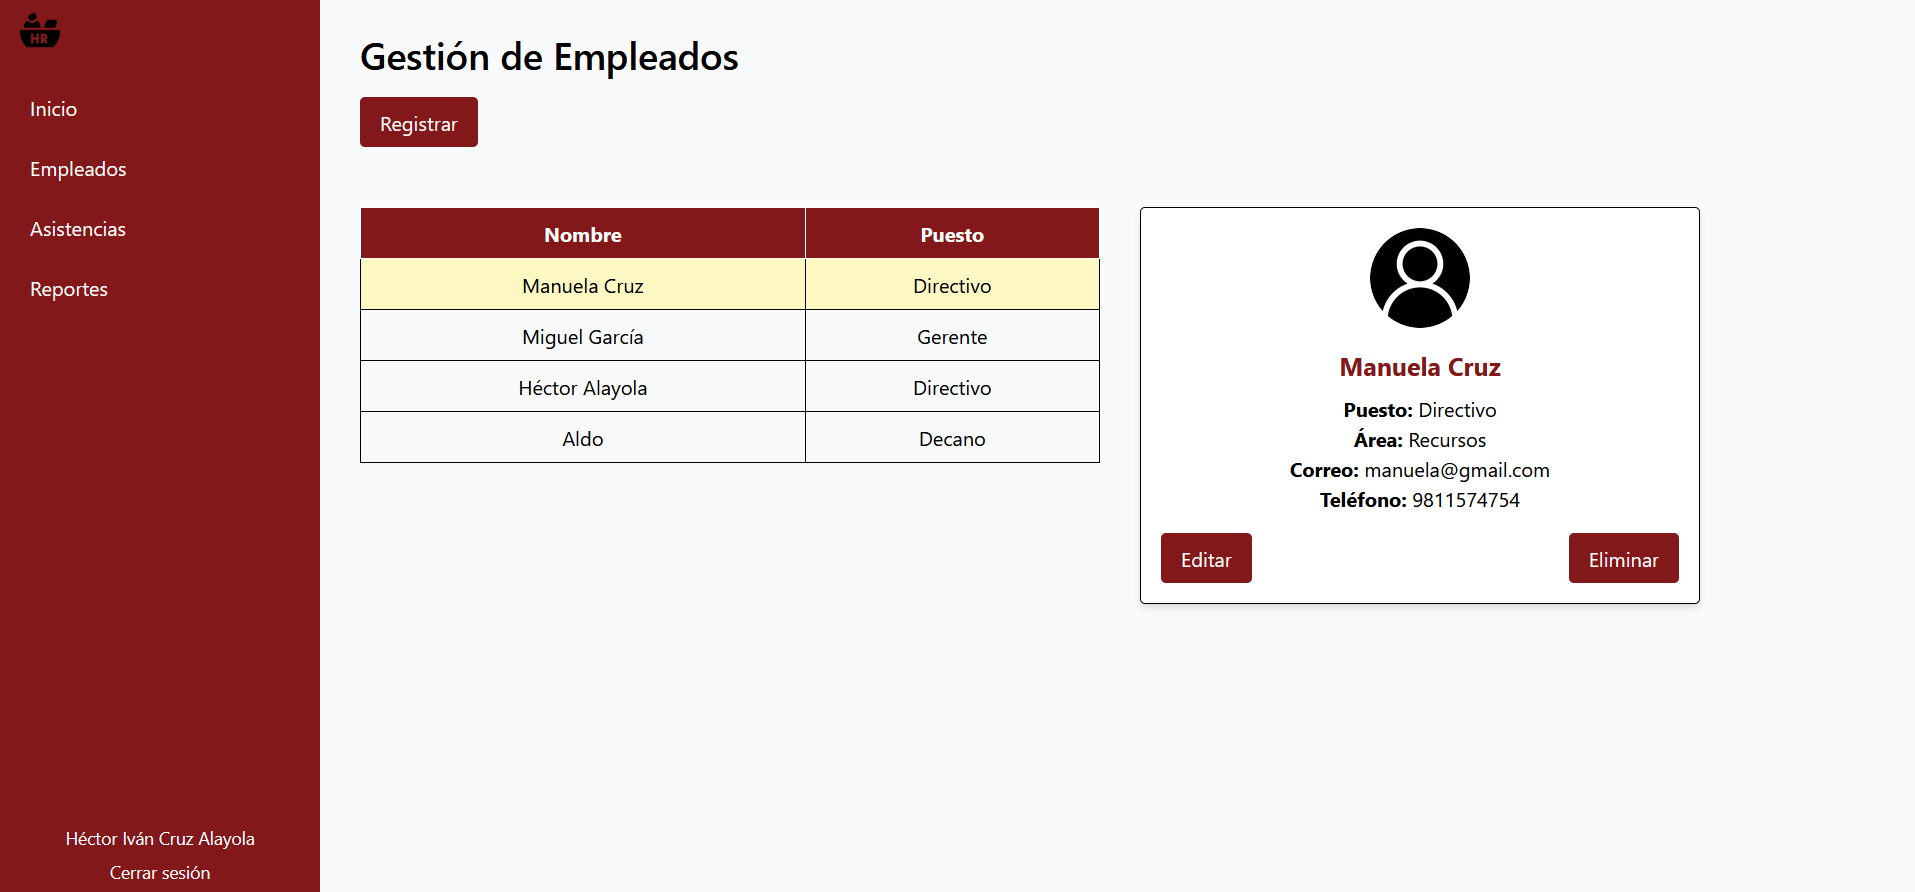 HR
Inicio
Empleados
Asistencias
Reportes
Héctor Iván Cruz Alayola
Cerrar sesión
Gestión de Empleados
Registrar
Nombre Puesto
Manuela Cruz Directivo
Miguel García Gerente
Héctor Alayola Directivo
Aldo Decano
Manuela Cruz
Puesto: Directivo
Área: Recursos
Correo: manuela@gmail.com
Teléfono: 9811574754
Editar Eliminar